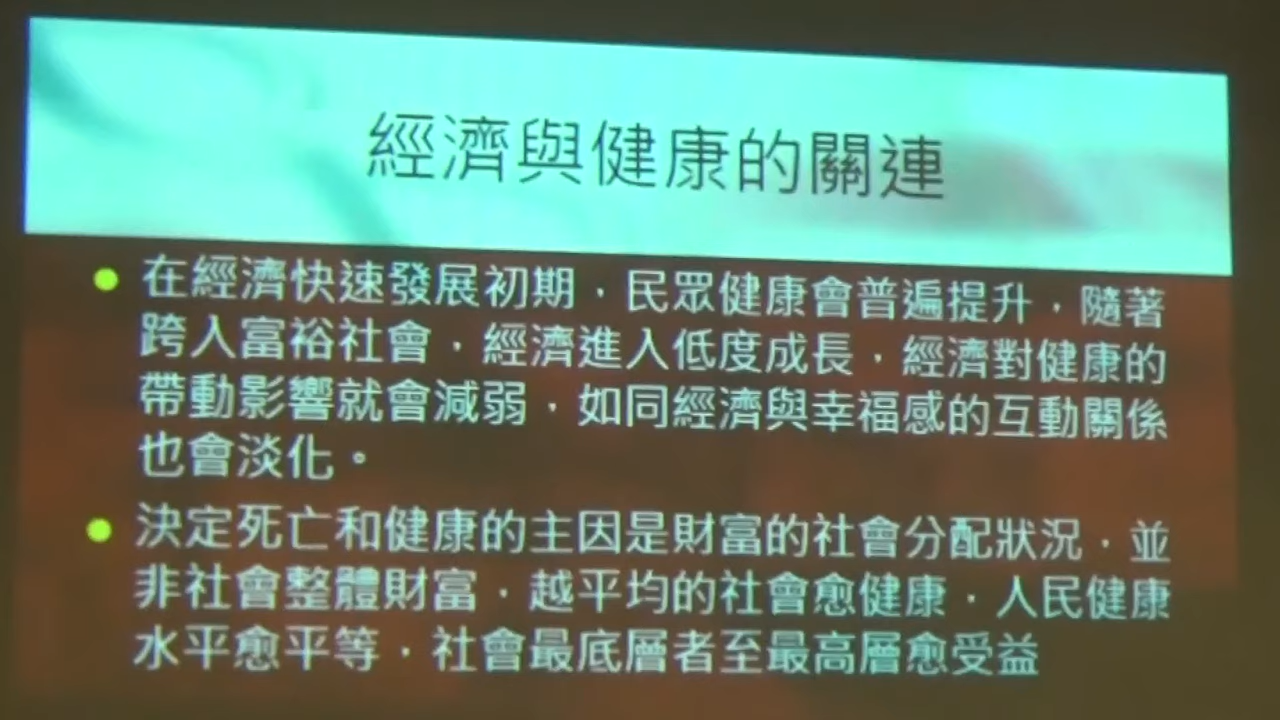 經濟與健康的關連
在經濟快速發展初期，民眾健康會普遍提升，隨著
跨入富裕社會，經濟進入低度成長，經濟對健康的
帶動影響就會減弱，如同經濟與幸福感的互動關係
也會淡化。
決定死亡和健康的主因是財富的社會分配狀況，並
非社會整體財富，越平均的社會愈健康，人民健康
水平愈平等，社會最底層者至最高層愈受益